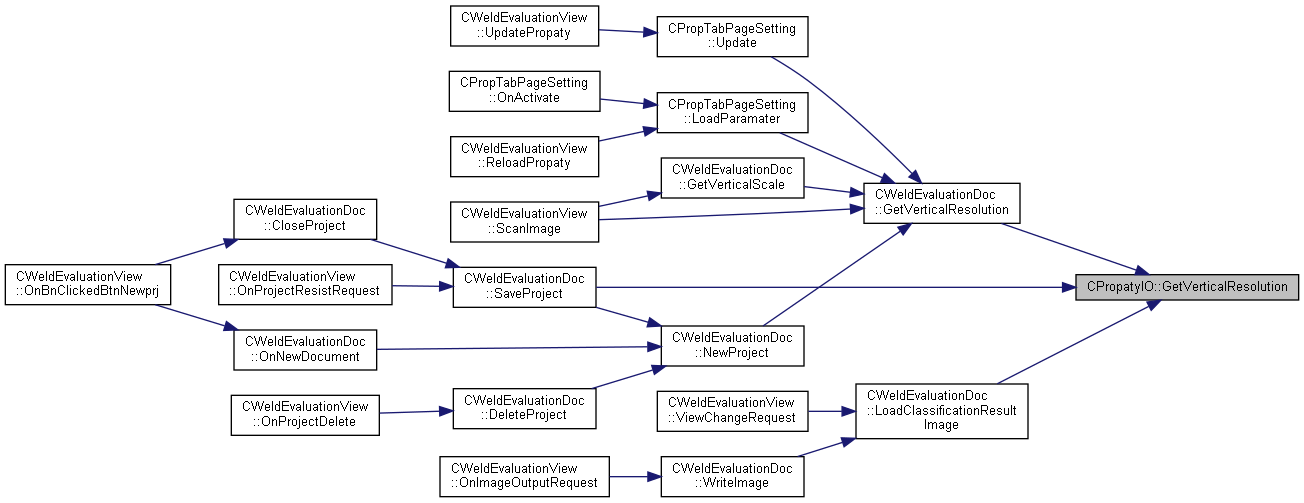 CWeldEvaluationView
::UpdatePropaty
CPropTabPageSetting
::Update
CPropTabPageSetting
::OnActivate
CPropTabPageSetting
::LoadParamater
CWeldEvaluationView
::ReloadPropaty
CWeldEvaluationDoc
::GetVerticalScale
CWeldEvaluationDoc
::GetVerticalResolution
CWeldEvaluationView
::ScanImage
CWeldEvaluationDoc
::CloseProject
CWeldEvaluationView
::OnBnClickedBtnNewprj
CWeldEvaluationView
::OnProjectResistRequest
CWeldEvaluationDoc
::SaveProject
CPropatyIO::GetVerticalResolution
CWeldEvaluationDoc
::OnNewDocument
CWeldEvaluationDoc
::NewProject
CWeldEvaluationView
::OnProjectDelete
CWeldEvaluationDoc
::DeleteProject
CWeldEvaluationView
::ViewChangeRequest
CWeldEvaluationDoc
::LoadClassificationResult
Image
CWeldEvaluationView
::OnImageOutputRequest
CWeldEvaluationDoc
::WriteImage